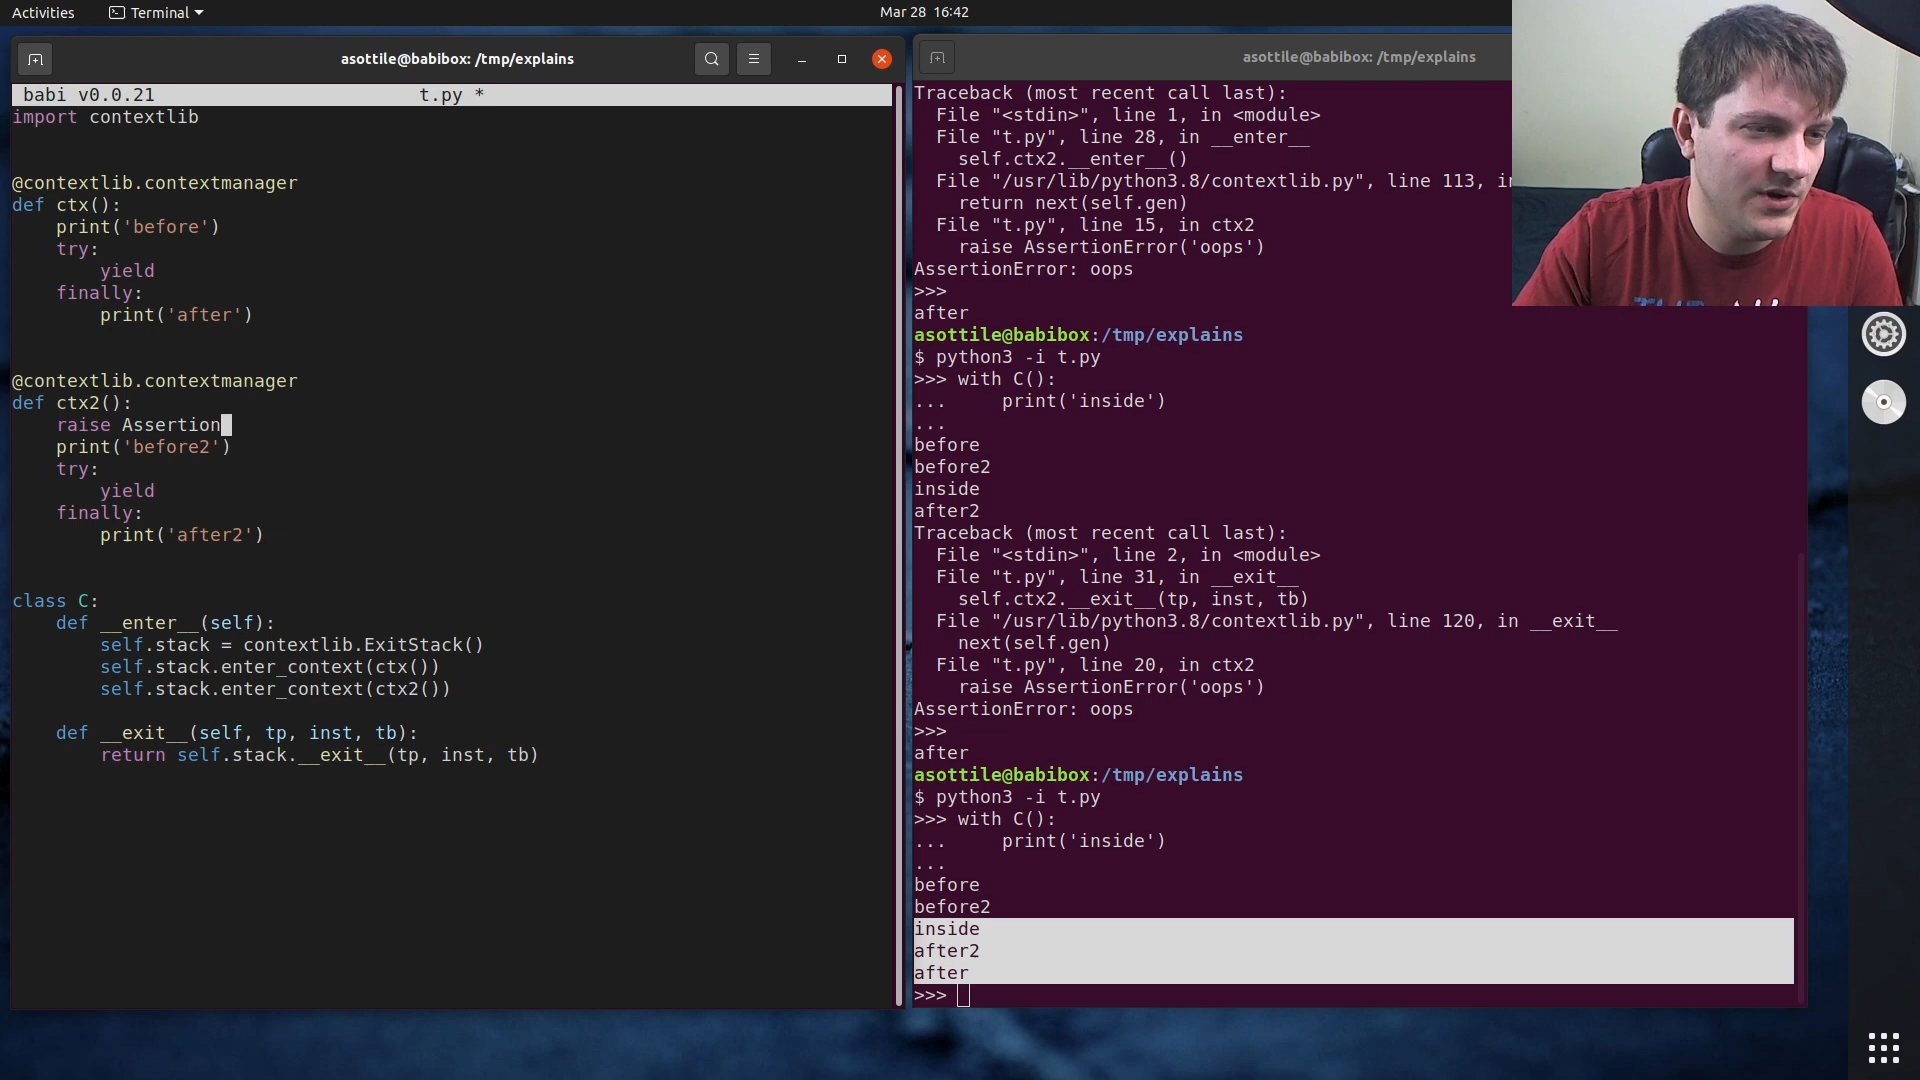 Activities
Terminal
Mar 28 16:42
asottile@babibox: /tmp/explains
babi v0.0.21 t.py *
import contextlib
@contextlib.contextmanager
def ctx():
    print('before')
    try:
        yield
    finally:
        print('after')
@contextlib.contextmanager
def ctx2():
    raise Assertion
    print('before2')
    try:
        yield
    finally:
        print('after2')
class C:
    def __enter__(self):
        self.stack = contextlib.ExitStack()
        self.stack.enter_context(ctx())
        self.stack.enter_context(ctx2())
    def __exit__(self, tp, inst, tb):
        return self.stack.__exit__(tp, inst, tb)
asottile@babibox: /tmp/explains
Traceback (most recent call last):
  File "<stdin>", line 1, in <module>
  File "t.py", line 28, in __enter__
    self.ctx2.__enter__()
  File "/usr/lib/python3.8/contextlib.py", line 113, in
    return next(self.gen)
  File "t.py", line 15, in ctx2
    raise AssertionError('oops')
AssertionError: oops
>>>
after
asottile@babibox:/tmp/explains
$ python3 -i t.py
>>> with C():
...     print('inside')
...
before
before2
inside
after2
Traceback (most recent call last):
  File "<stdin>", line 2, in <module>
  File "t.py", line 31, in __exit__
    self.ctx2.__exit__(tp, inst, tb)
  File "/usr/lib/python3.8/contextlib.py", line 120, in __exit__
    next(self.gen)
  File "t.py", line 20, in ctx2
    raise AssertionError('oops')
AssertionError: oops
>>>
after
asottile@babibox:/tmp/explains
$ python3 -i t.py
>>> with C():
...     print('inside')
...
before
before2
inside
after2
after
>>>